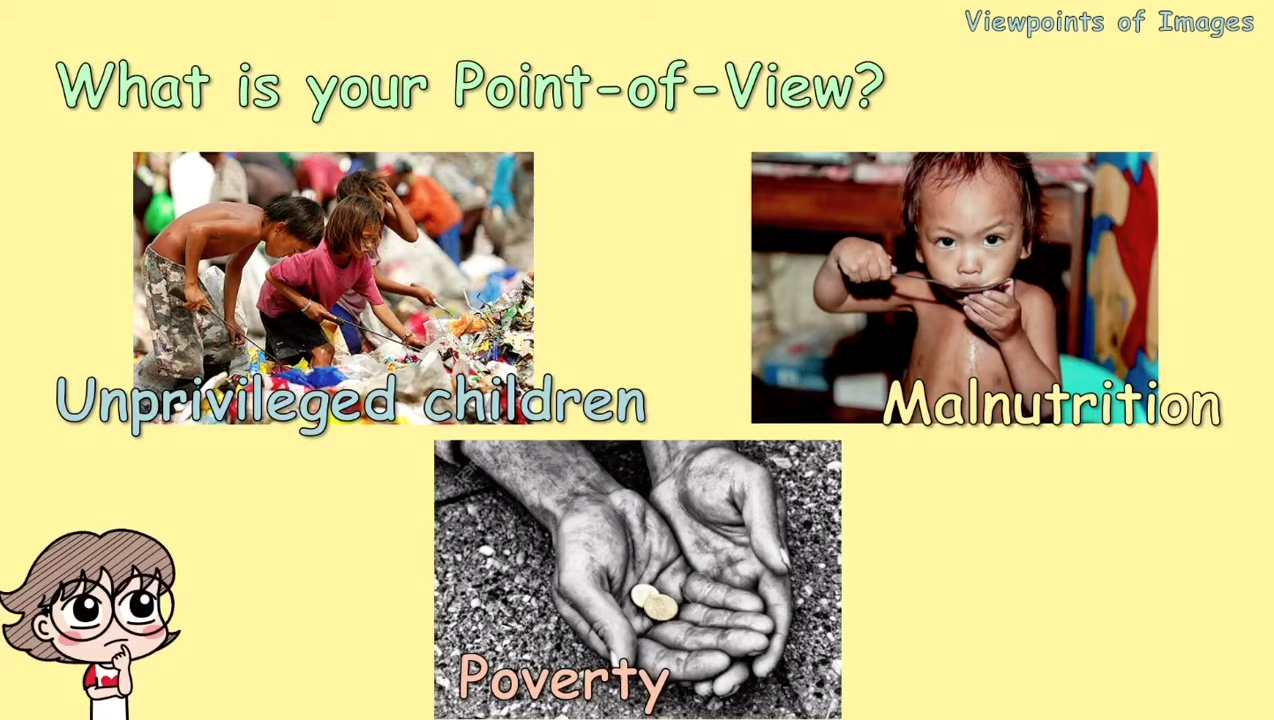 Viewpoints of Images
What is your Point-of-View?
Unprivileged children
Malnutrition
Poverty